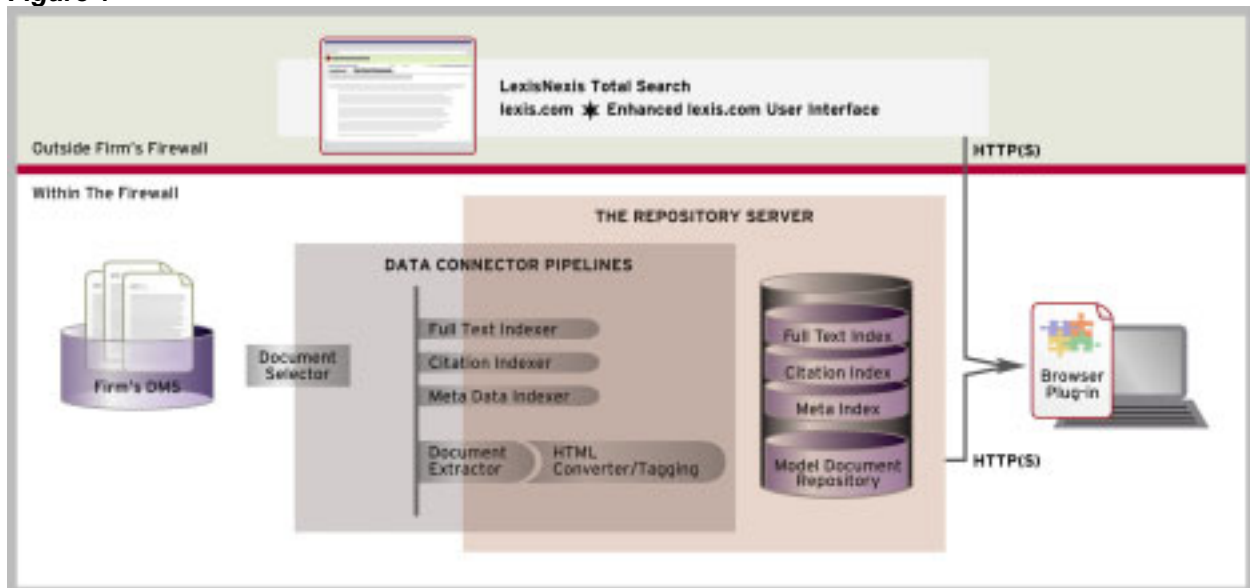 LexisNexis Total Search
lexis.com ✶ Enhanced lexis.com User Interface
Outside Firm's Firewall
HTTP(S)
Within The Firewall
THE REPOSITORY SERVER
DATA CONNECTOR PIPELINES
Full Text Indexer
Citation Indexer
Meta Data Indexer
Document
Extractor
HTML
Converter/Tagging
Document
Selector
Firm's DMS
Full Text Index
Citation Index
Meta Index
Model Document
Repository
Browser
Plug-in
HTTP(S)